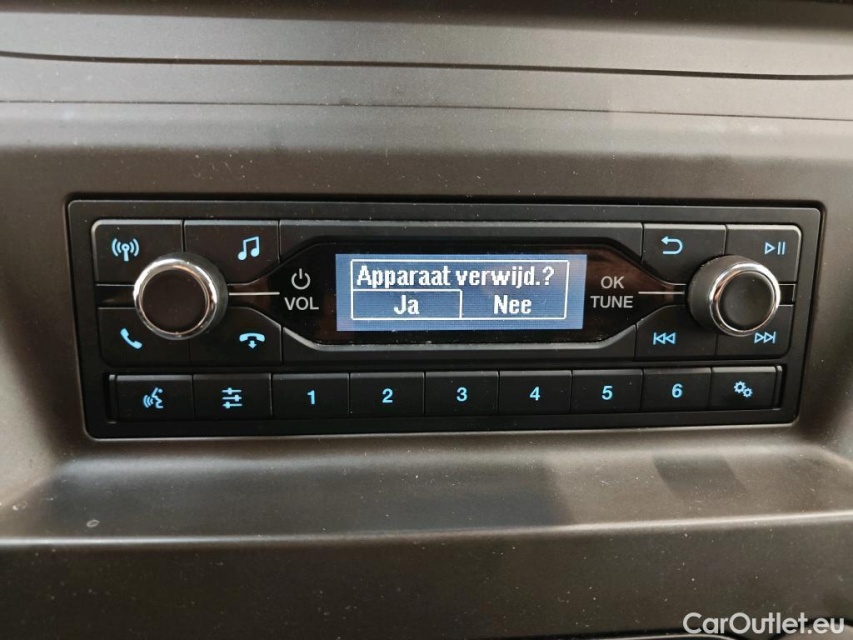 Apparaat verwijd.?
Ja Nee
VOL
OK
TUNE
1 2 3 4 5 6
CarOutlet.eu